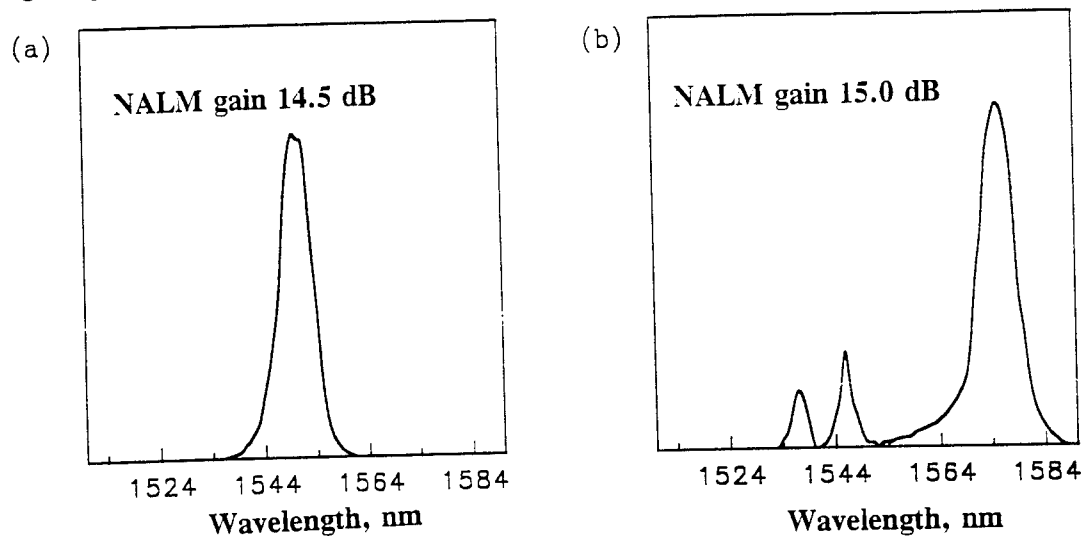 (a)
NALM gain 14.5 dB
1524 1544 1564 1584
Wavelength, nm
(b)
NALM gain 15.0 dB
1524 1544 1564 1584
Wavelength, nm